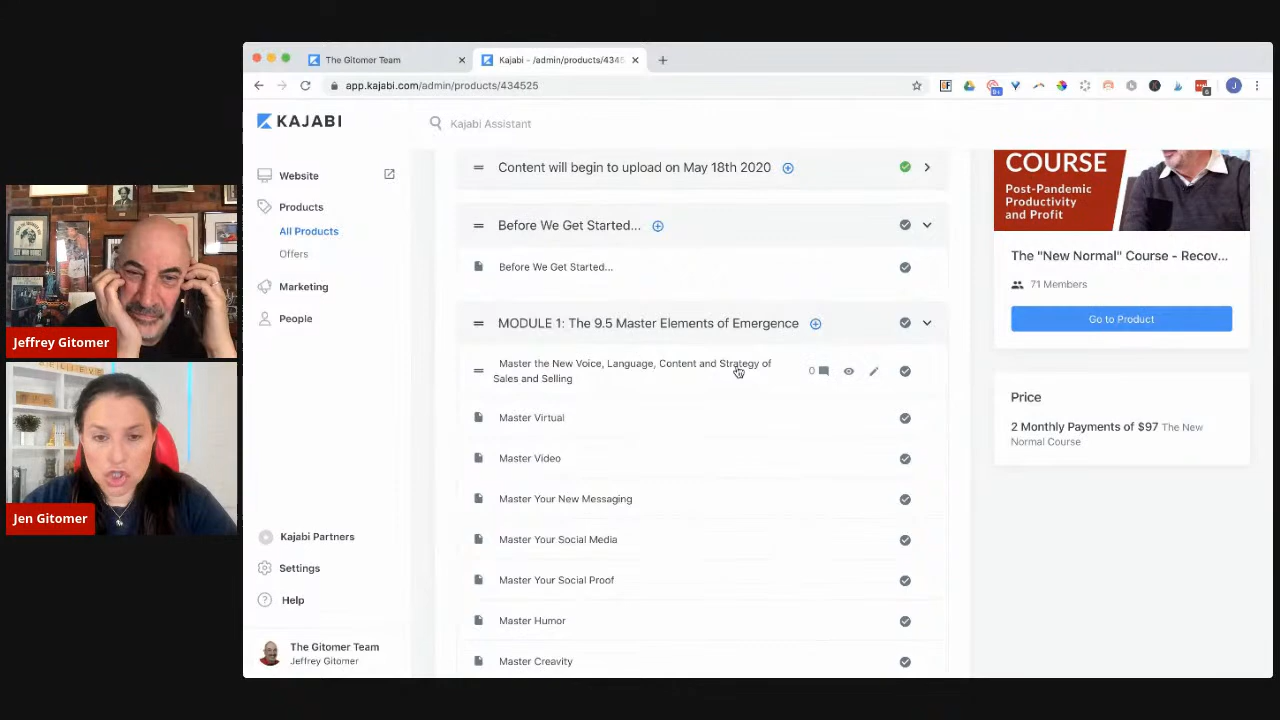 The Gitomer Team
Kajabi - /admin/products/4345
app.kajabi.com/admin/products/434525
9+
6
J
KAJABI
Kajabi Assistant
Website
Products
All Products
Offers
Marketing
People
Kajabi Partners
Settings
Help
The Gitomer Team
Jeffrey Gitomer
Content will begin to upload on May 18th 2020
Before We Get Started...
Before We Get Started...
MODULE 1: The 9.5 Master Elements of Emergence
Master the New Voice, Language, Content and Strategy of
Sales and Selling
0
Master Virtual
Master Video
Master Your New Messaging
Master Your Social Media
Master Your Social Proof
Master Humor
Master Creavity
COURSE
Post-Pandemic
Productivity
and Profit
The "New Normal" Course - Recov...
71 Members
Go to Product
Price
2 Monthly Payments of $97 The New
Normal Course
Jeffrey Gitomer
Jen Gitomer